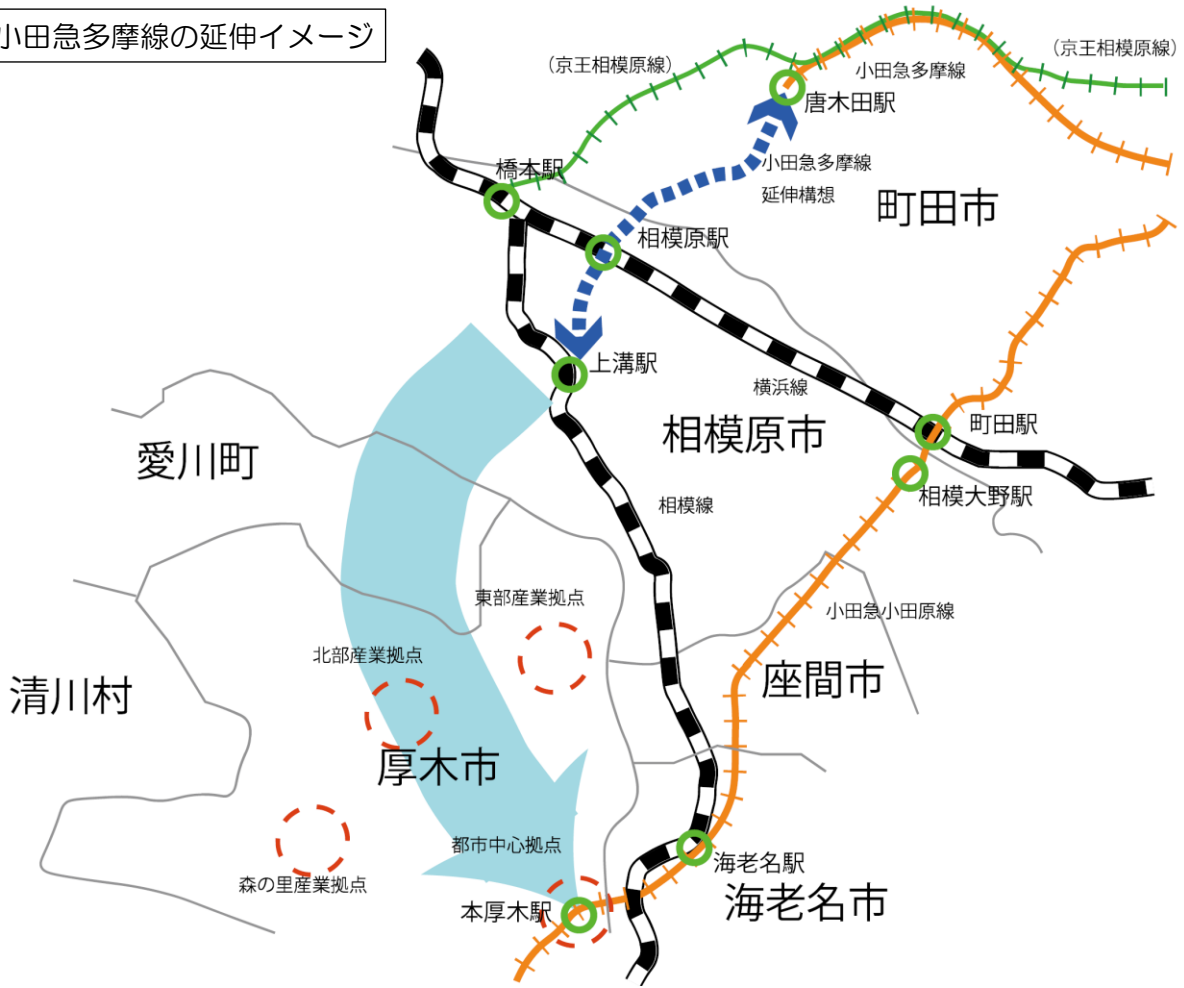 小田急多摩線の延伸イメージ
（京王相模原線）
（京王相模原線）
小田急多摩線
唐木田駅
橋本駅
小田急多摩線
延伸構想
町田市
相模原駅
上溝駅
横浜線
町田駅
相模原市
愛川町
相模大野駅
相模線
東部産業拠点
小田急小田原線
北部産業拠点
座間市
清川村
厚木市
都市中心拠点
海老名駅
森の里産業拠点
海老名市
本厚木駅